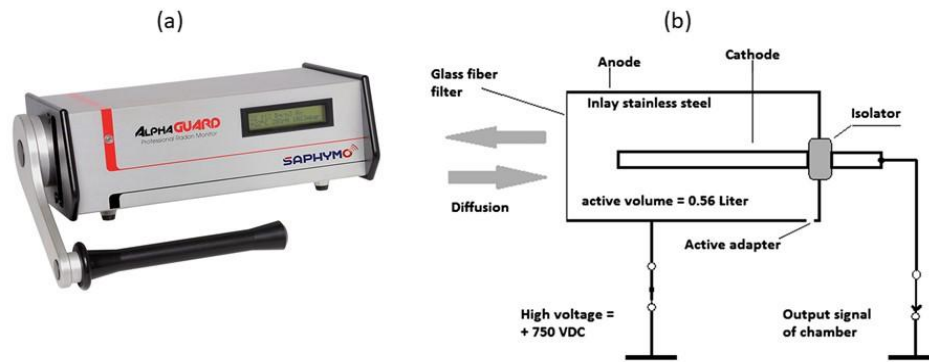 (a)
ALPHAGUARD
Professional Radon Monitor
SAPHYMO
(b)
Glass fiber
filter
Anode
Cathode
Inlay stainless steel
Isolator
Diffusion
active volume = 0.56 Liter
Active adapter
High voltage =
+ 750 VDC
Output signal
of chamber